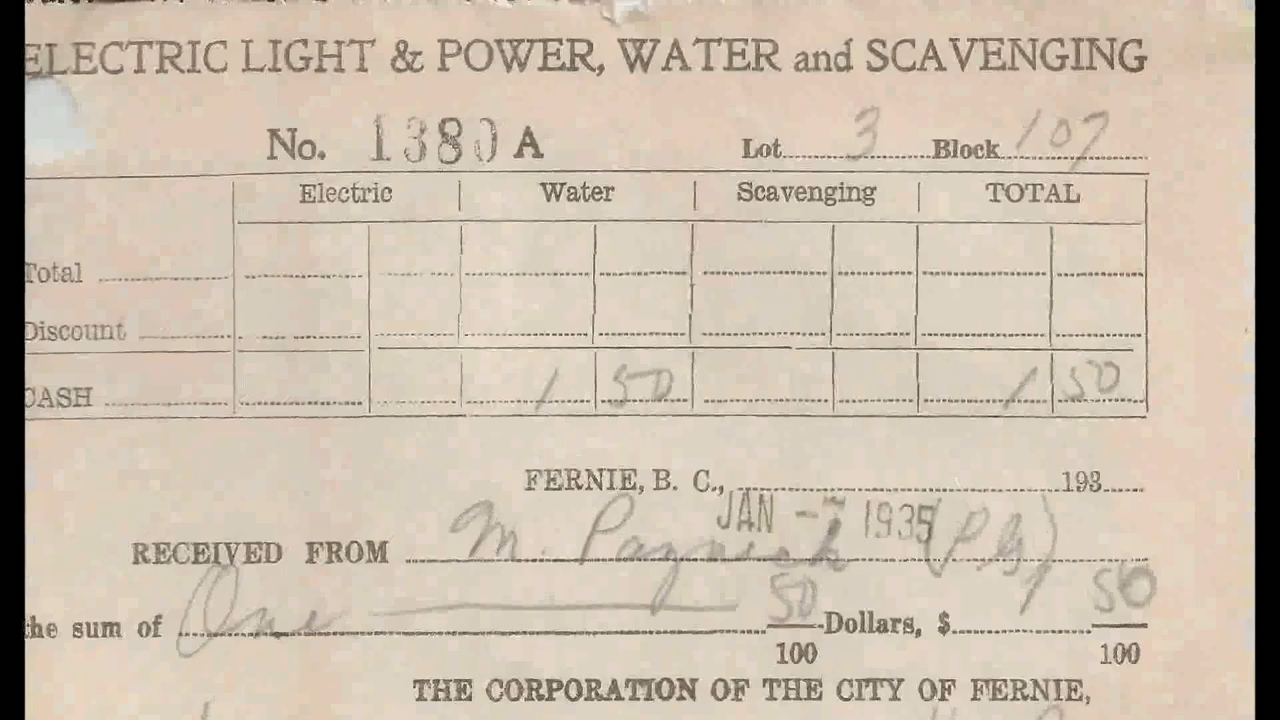 ELECTRIC LIGHT & POWER, WATER and SCAVENGING
No. 1380 A Lot 3 Block 107
Electric Water Scavenging TOTAL
Total
Discount
CASH 1 50 1 50
FERNIE, B. C., 193
JAN -7 1935
RECEIVED FROM M. (P.B.)
the sum of One 50 Dollars, $ 1 50
100 100
THE CORPORATION OF THE CITY OF FERNIE,